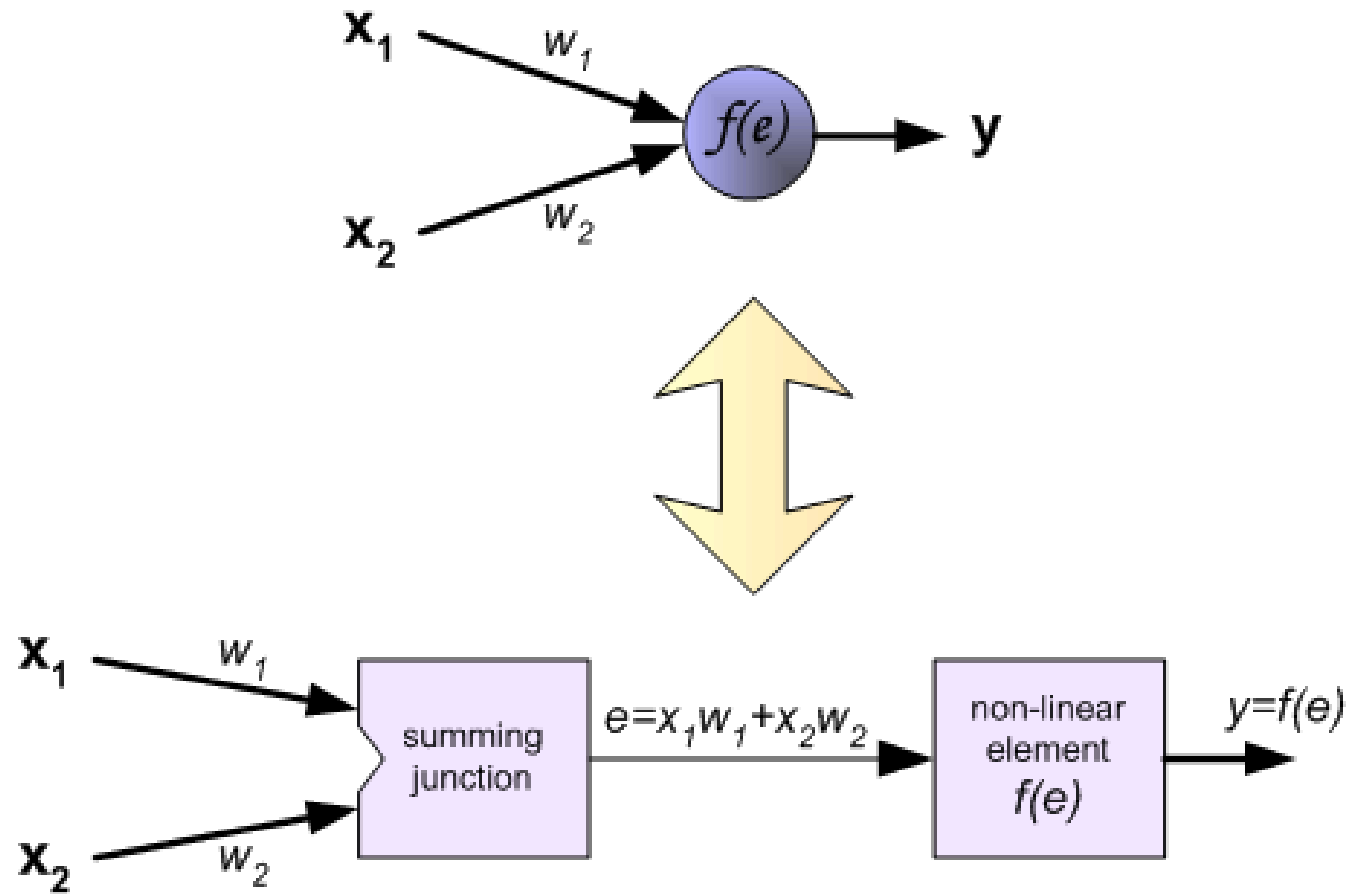 x₁
w₁
f(e)
y
w₂
x₂
x₁
w₁
summing
junction
e=x₁w₁+x₂w₂
non-linear
element
f(e)
y=f(e)
w₂
x₂